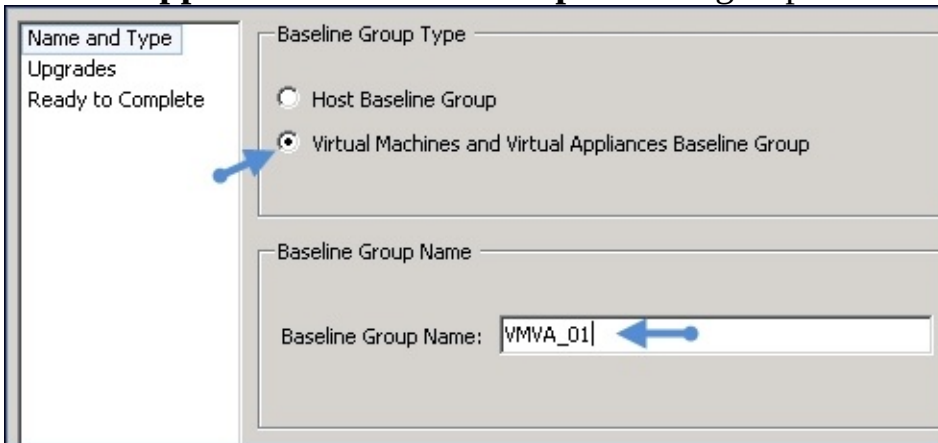 Name and Type
Upgrades
Ready to Complete
Baseline Group Type
Host Baseline Group
Virtual Machines and Virtual Appliances Baseline Group
Baseline Group Name
Baseline Group Name: VMVA_01